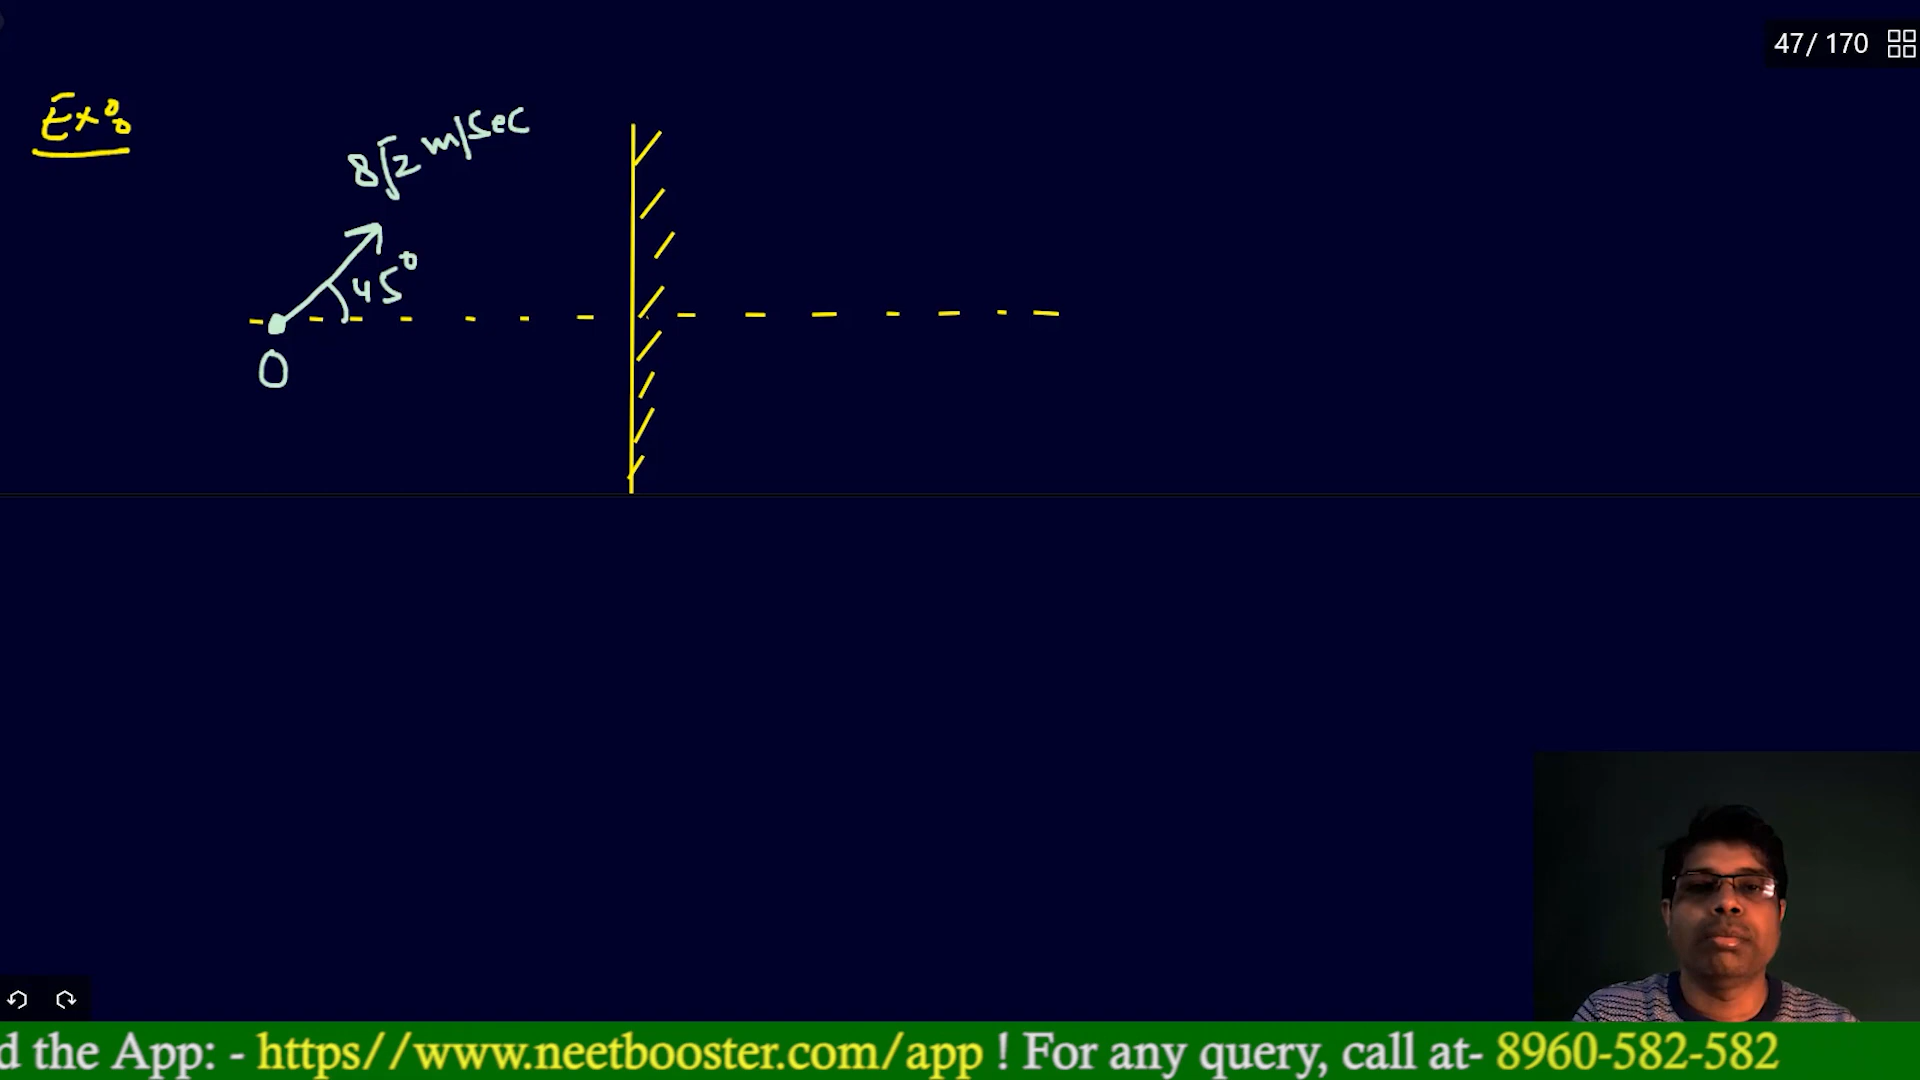 47/ 170
Ex:
8√2 m/sec
45°
O
d the App: - https//www.neetbooster.com/app ! For any query, call at- 8960-582-582